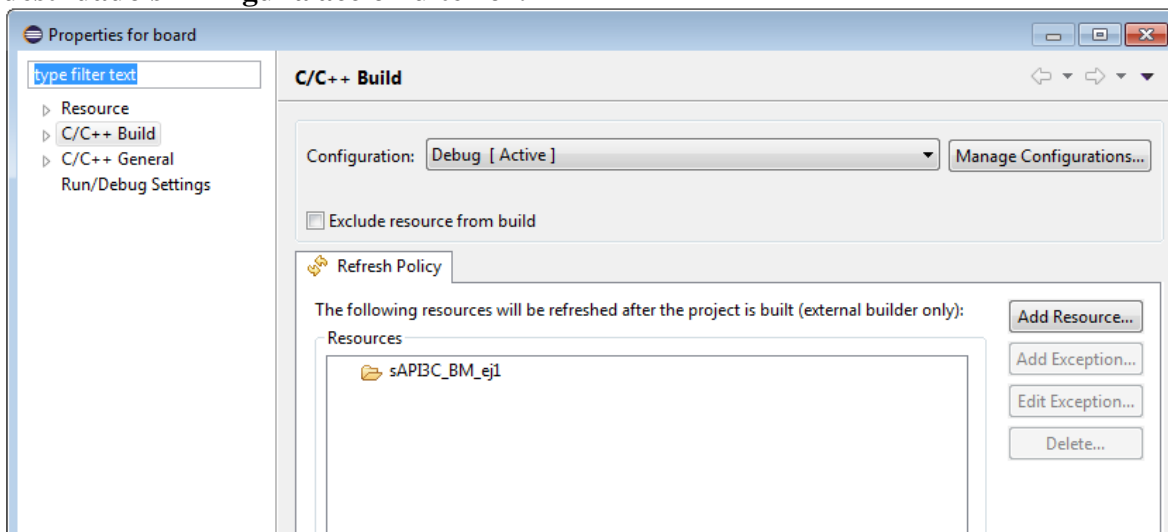 Properties for board
type filter text
C/C++ Build
Resource
C/C++ Build
C/C++ General
Run/Debug Settings
Configuration: Debug [ Active ] Manage Configurations...
Exclude resource from build
Refresh Policy
The following resources will be refreshed after the project is built (external builder only):
Resources
sAPI3C_BM_ej1
Add Resource...
Add Exception...
Edit Exception...
Delete...